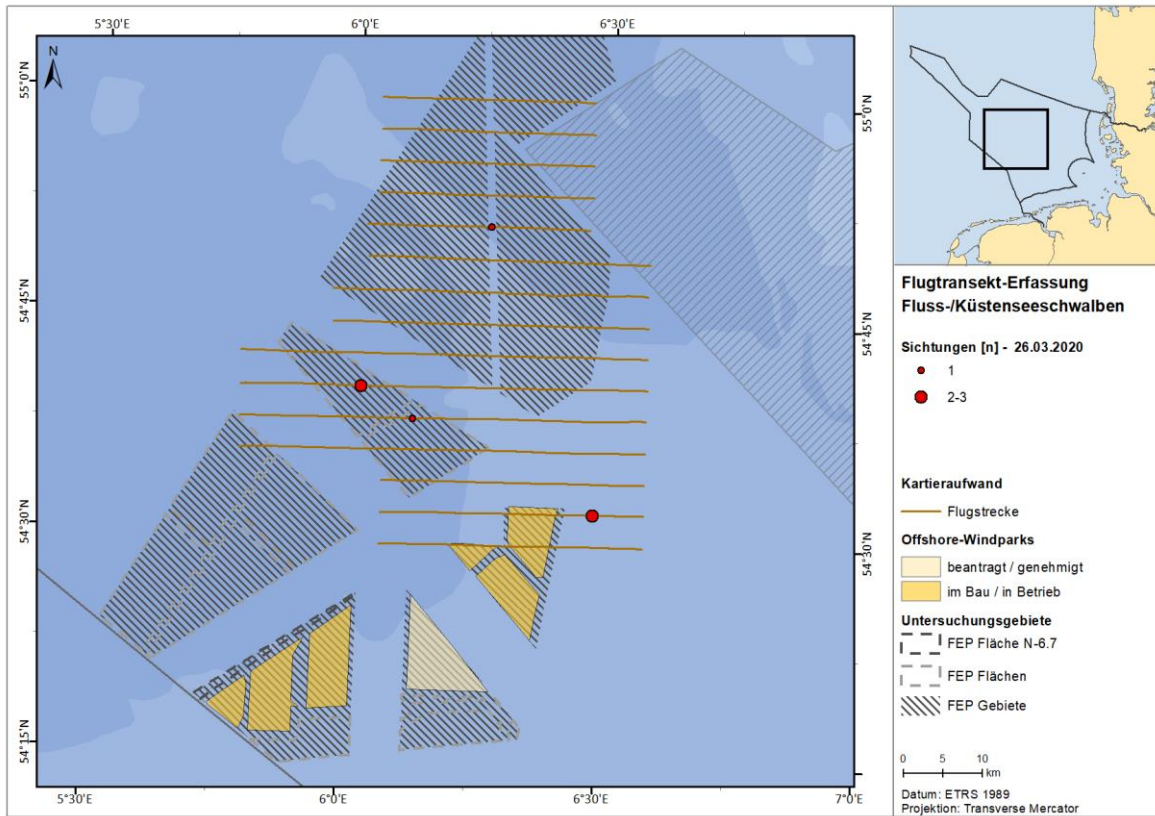 5°30'E
6°0'E
6°30'E
N
55°0'N
54°45'N
54°30'N
54°15'N
55°0'N
54°45'N
54°30'N
5°30'E
6°0'E
6°30'E
7°0'E
Flugtransekt-Erfassung
Fluss-/Küstenseeschwalben
Sichtungen [n] - 26.03.2020
1
2-3
Kartieraufwand
Flugstrecke
Offshore-Windparks
beantragt / genehmigt
im Bau / in Betrieb
Untersuchungsgebiete
FEP Fläche N-6.7
FEP Flächen
FEP Gebiete
0 5 10
km
Datum: ETRS 1989
Projektion: Transverse Mercator